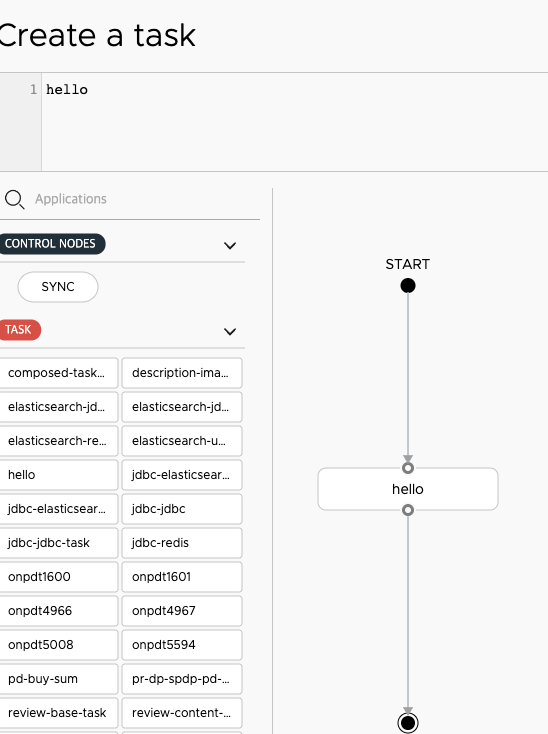 Create a task
1 hello
Applications
CONTROL NODES
SYNC
TASK
composed-task... description-ima...
elasticsearch-jd... elasticsearch-jd...
elasticsearch-re... elasticsearch-u...
hello jdbc-elasticsear...
jdbc-elasticsear... jdbc-jdbc
jdbc-jdbc-task jdbc-redis
onpdt1600 onpdt1601
onpdt4966 onpdt4967
onpdt5008 onpdt5594
pd-buy-sum pr-dp-spdp-pd-...
review-base-task review-content-...
START
hello